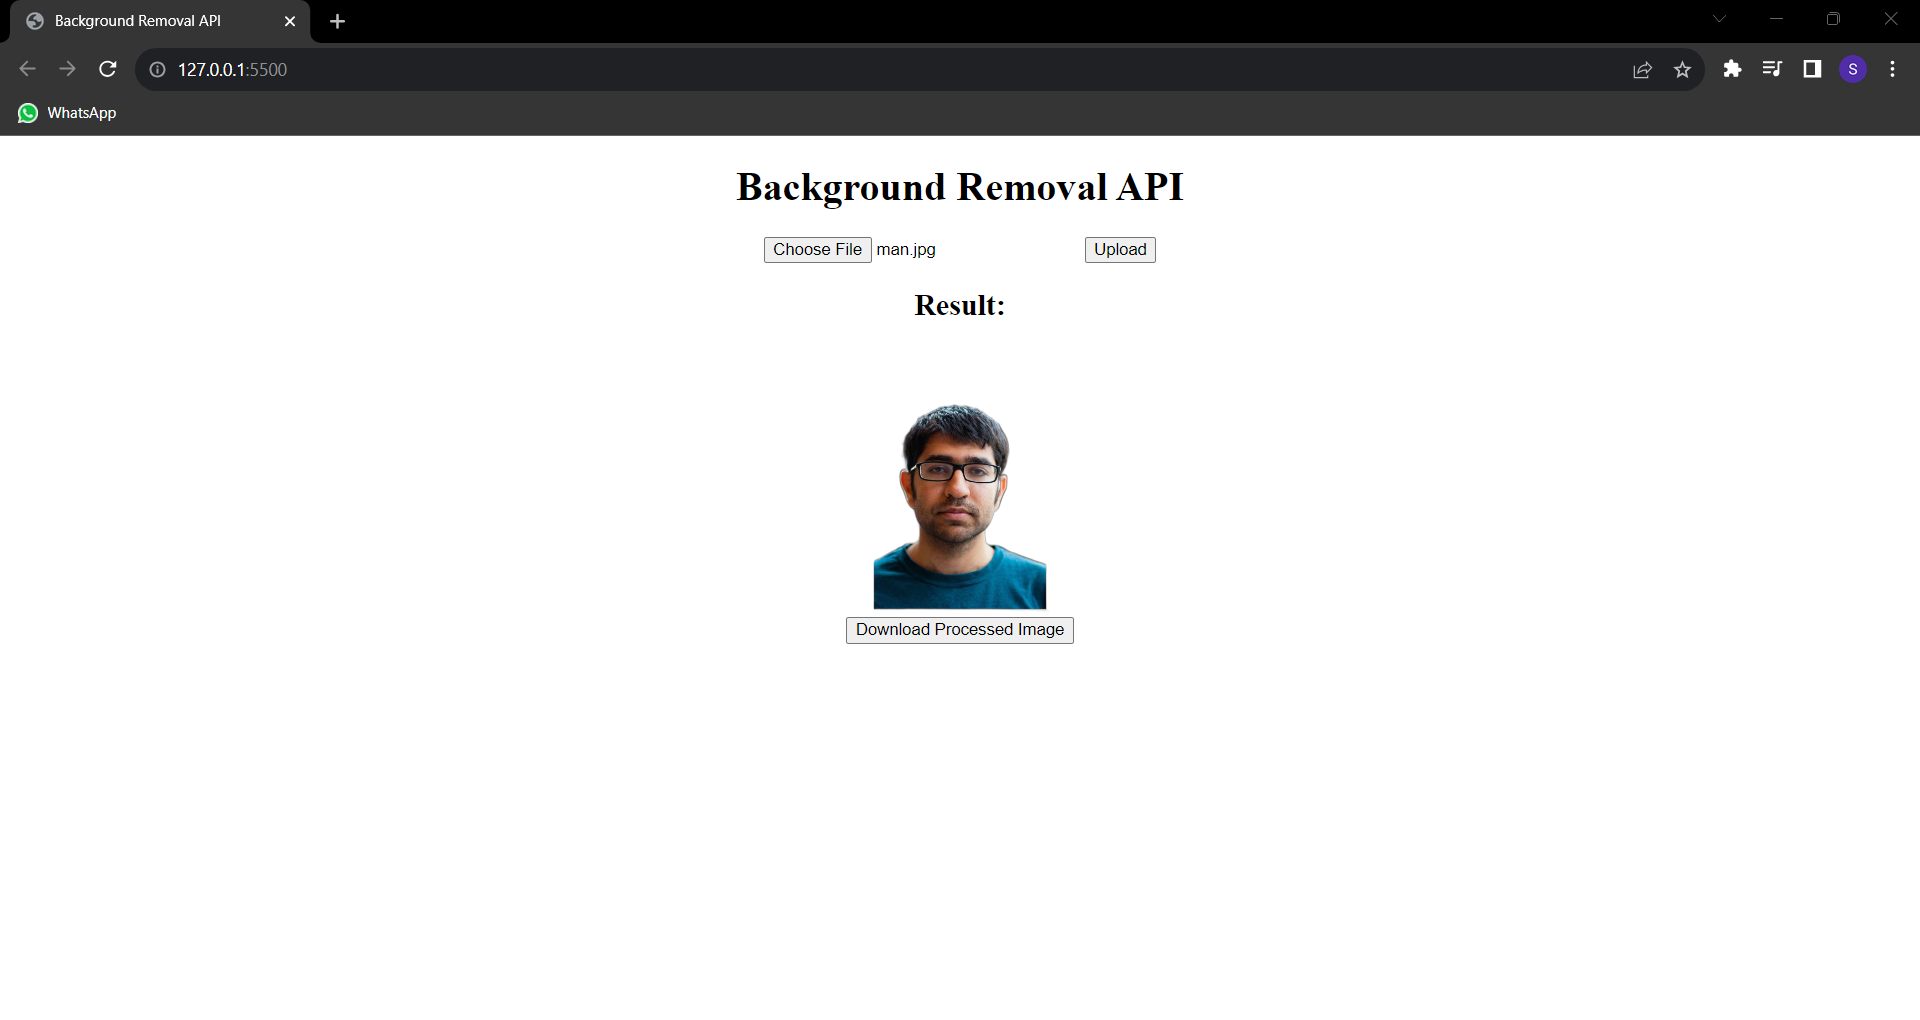 Background Removal API
127.0.0.1:5500
S
WhatsApp
Background Removal API
Choose File man.jpg Upload
Result:
Download Processed Image